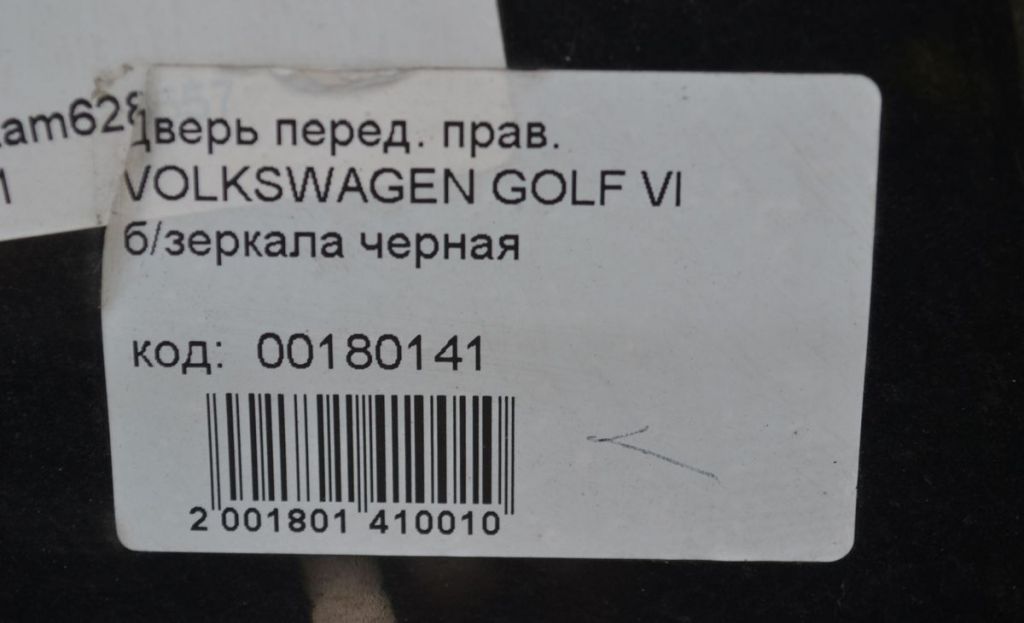 дверь перед. прав.
VOLKSWAGEN GOLF VI
б/зеркала черная
код: 00180141
2 001801 410010